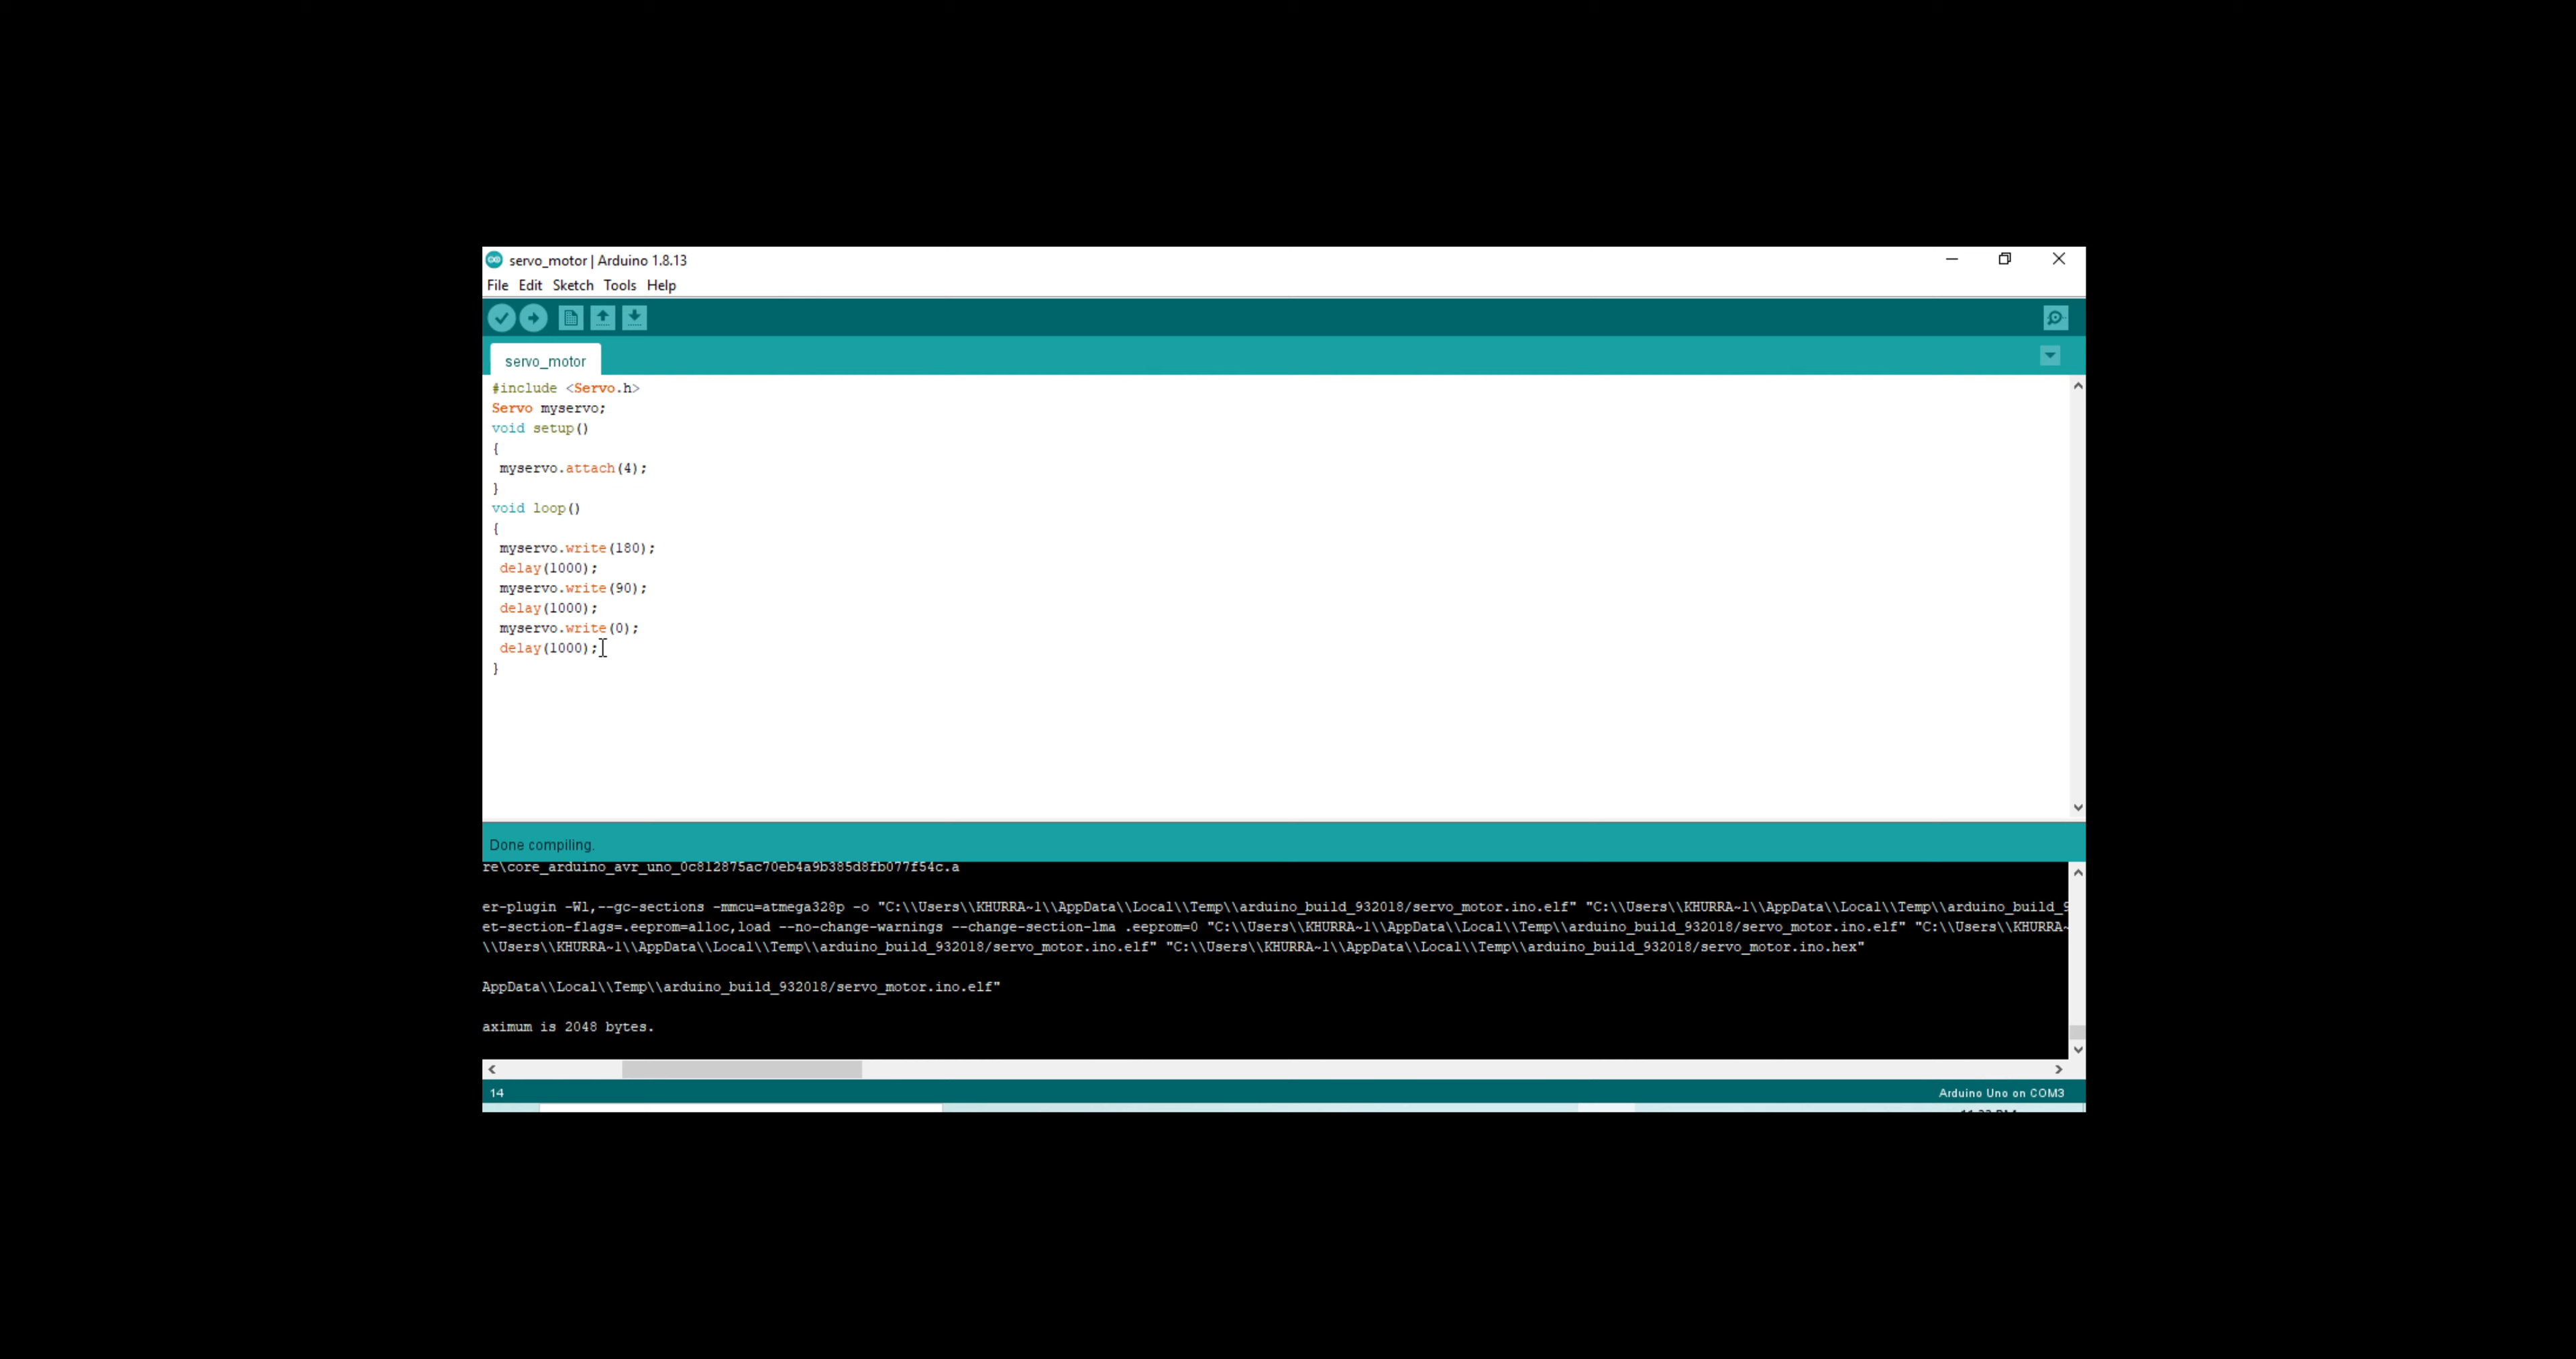 servo_motor | Arduino 1.8.13
File Edit Sketch Tools Help
servo_motor
#include <Servo.h>
Servo myservo;
void setup()
{
 myservo.attach(4);
}
void loop()
{
 myservo.write(180);
 delay(1000);
 myservo.write(90);
 delay(1000);
 myservo.write(0);
 delay(1000);
}
Done compiling.
re\core_arduino_avr_uno_0c812875ac70eb4a9b385d8fb077f54c.a
er-plugin -Wl,--gc-sections -mmcu=atmega328p -o "C:\\Users\\KHURRA~1\\AppData\\Local\\Temp\\arduino_build_932018/servo_motor.ino.elf" "C:\\Users\\KHURRA~1\\AppData\\Local\\Temp\\arduino_build_9
et-section-flags=.eeprom=alloc,load --no-change-warnings --change-section-lma .eeprom=0 "C:\\Users\\KHURRA~1\\AppData\\Local\\Temp\\arduino_build_932018/servo_motor.ino.elf" "C:\\Users\\KHURRA~
\\Users\\KHURRA~1\\AppData\\Local\\Temp\\arduino_build_932018/servo_motor.ino.elf" "C:\\Users\\KHURRA~1\\AppData\\Local\\Temp\\arduino_build_932018/servo_motor.ino.hex"
AppData\\Local\\Temp\\arduino_build_932018/servo_motor.ino.elf"
aximum is 2048 bytes.
14
Arduino Uno on COM3